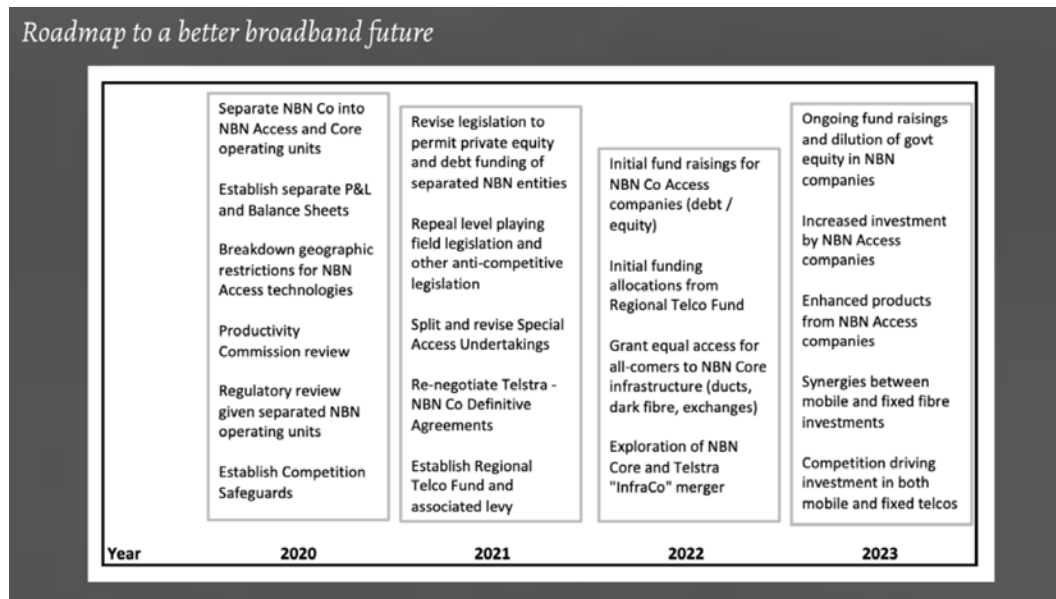 Roadmap to a better broadband future
Separate NBN Co into
NBN Access and Core
operating units
Establish separate P&L
and Balance Sheets
Breakdown geographic
restrictions for NBN
Access technologies
Productivity
Commission review
Regulatory review
given separated NBN
operating units
Establish Competition
Safeguards
Revise legislation to
permit private equity
and debt funding of
separated NBN entities
Repeal level playing
field legislation and
other anti-competitive
legislation
Split and revise Special
Access Undertakings
Re-negotiate Telstra -
NBN Co Definitive
Agreements
Establish Regional
Telco Fund and
associated levy
Initial fund raisings for
NBN Co Access
companies (debt /
equity)
Initial funding
allocations from
Regional Telco Fund
Grant equal access for
all-comers to NBN Core
infrastructure (ducts,
dark fibre, exchanges)
Exploration of NBN
Core and Telstra
"InfraCo" merger
Ongoing fund raisings
and dilution of govt
equity in NBN
companies
Increased investment
by NBN Access
companies
Enhanced products
from NBN Access
companies
Synergies between
mobile and fixed fibre
investments
Competition driving
investment in both
mobile and fixed telcos
Year 2020 2021 2022 2023